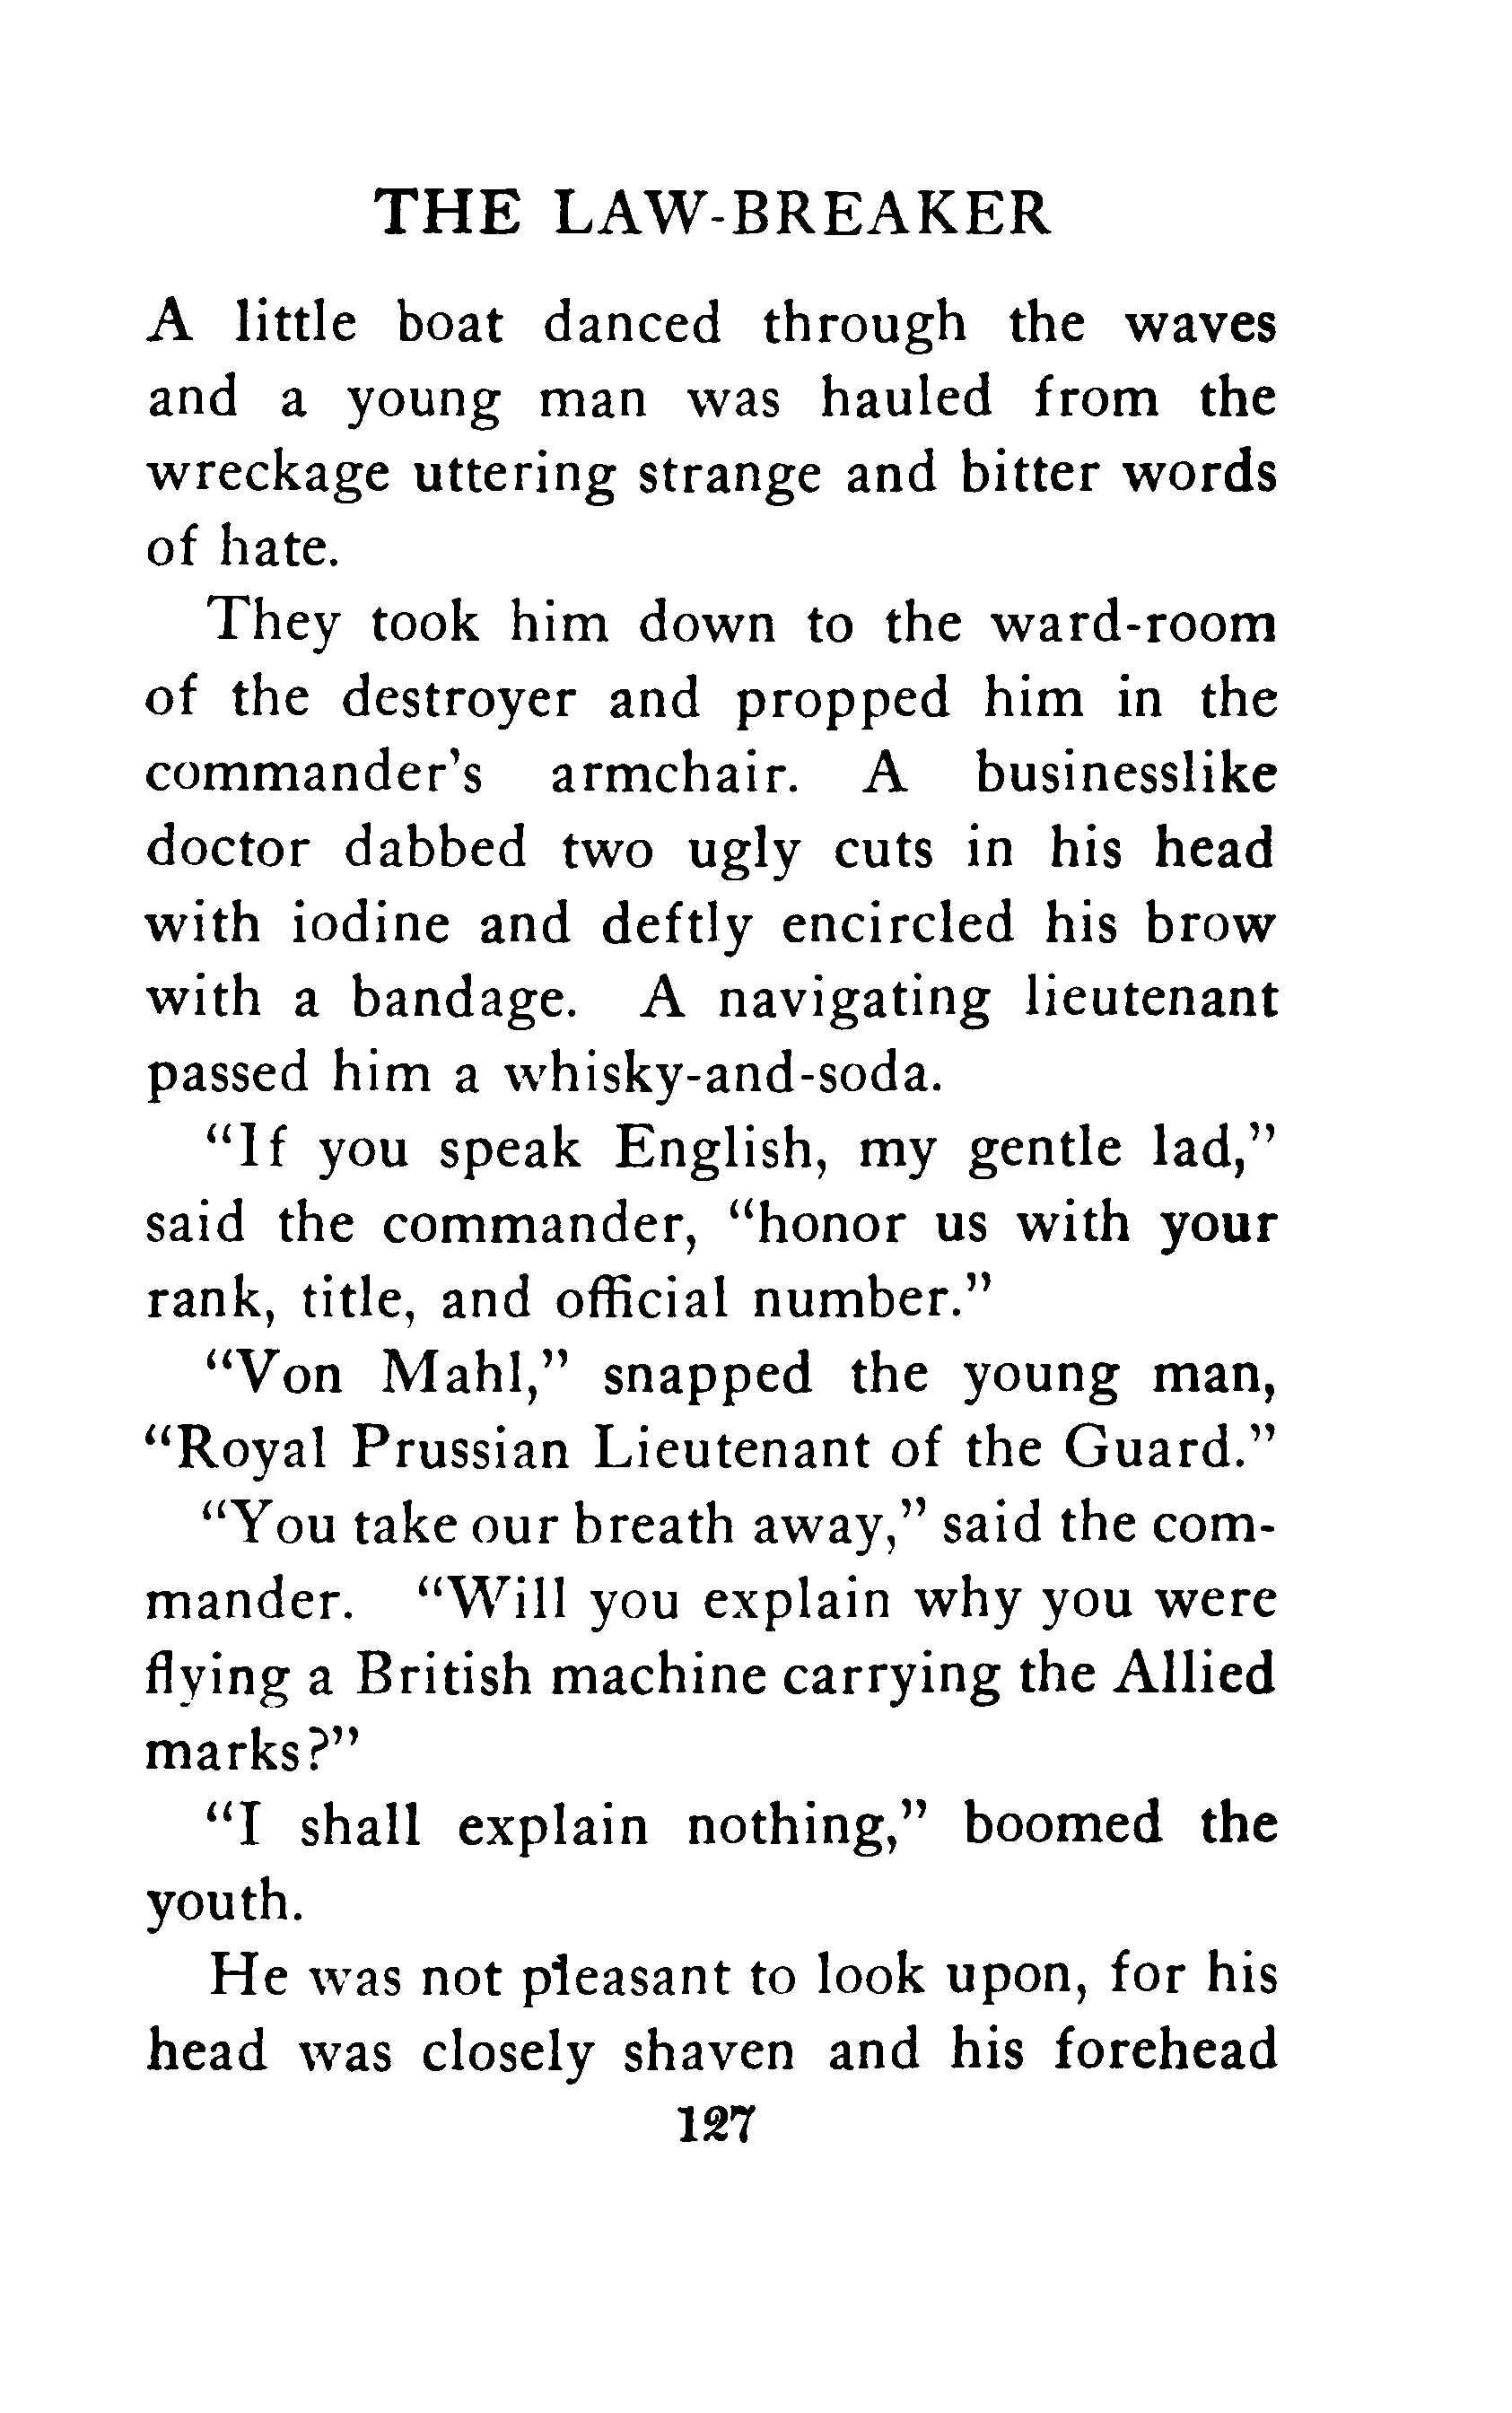 THE LAW-BREAKER
A little boat danced through the waves
and a young man was hauled from the
wreckage uttering strange and bitter words
of hate.
They took him down to the ward-room
of the destroyer and propped him in the
commander's armchair. A businesslike
doctor dabbed two ugly cuts in his head
with iodine and deftly encircled his brow
with a bandage. A navigating lieutenant
passed him a whisky-and-soda.
"If you speak English, my gentle lad,"
said the commander, "honor us with your
rank, title, and official number."
"Von Mahl," snapped the young man,
"Royal Prussian Lieutenant of the Guard."
"You take our breath away," said the com-
mander. "Will you explain why you were
flying a British machine carrying the Allied
marks?"
"I shall explain nothing," boomed the
youth.
He was not pleasant to look upon, for his
head was closely shaven and his forehead
127